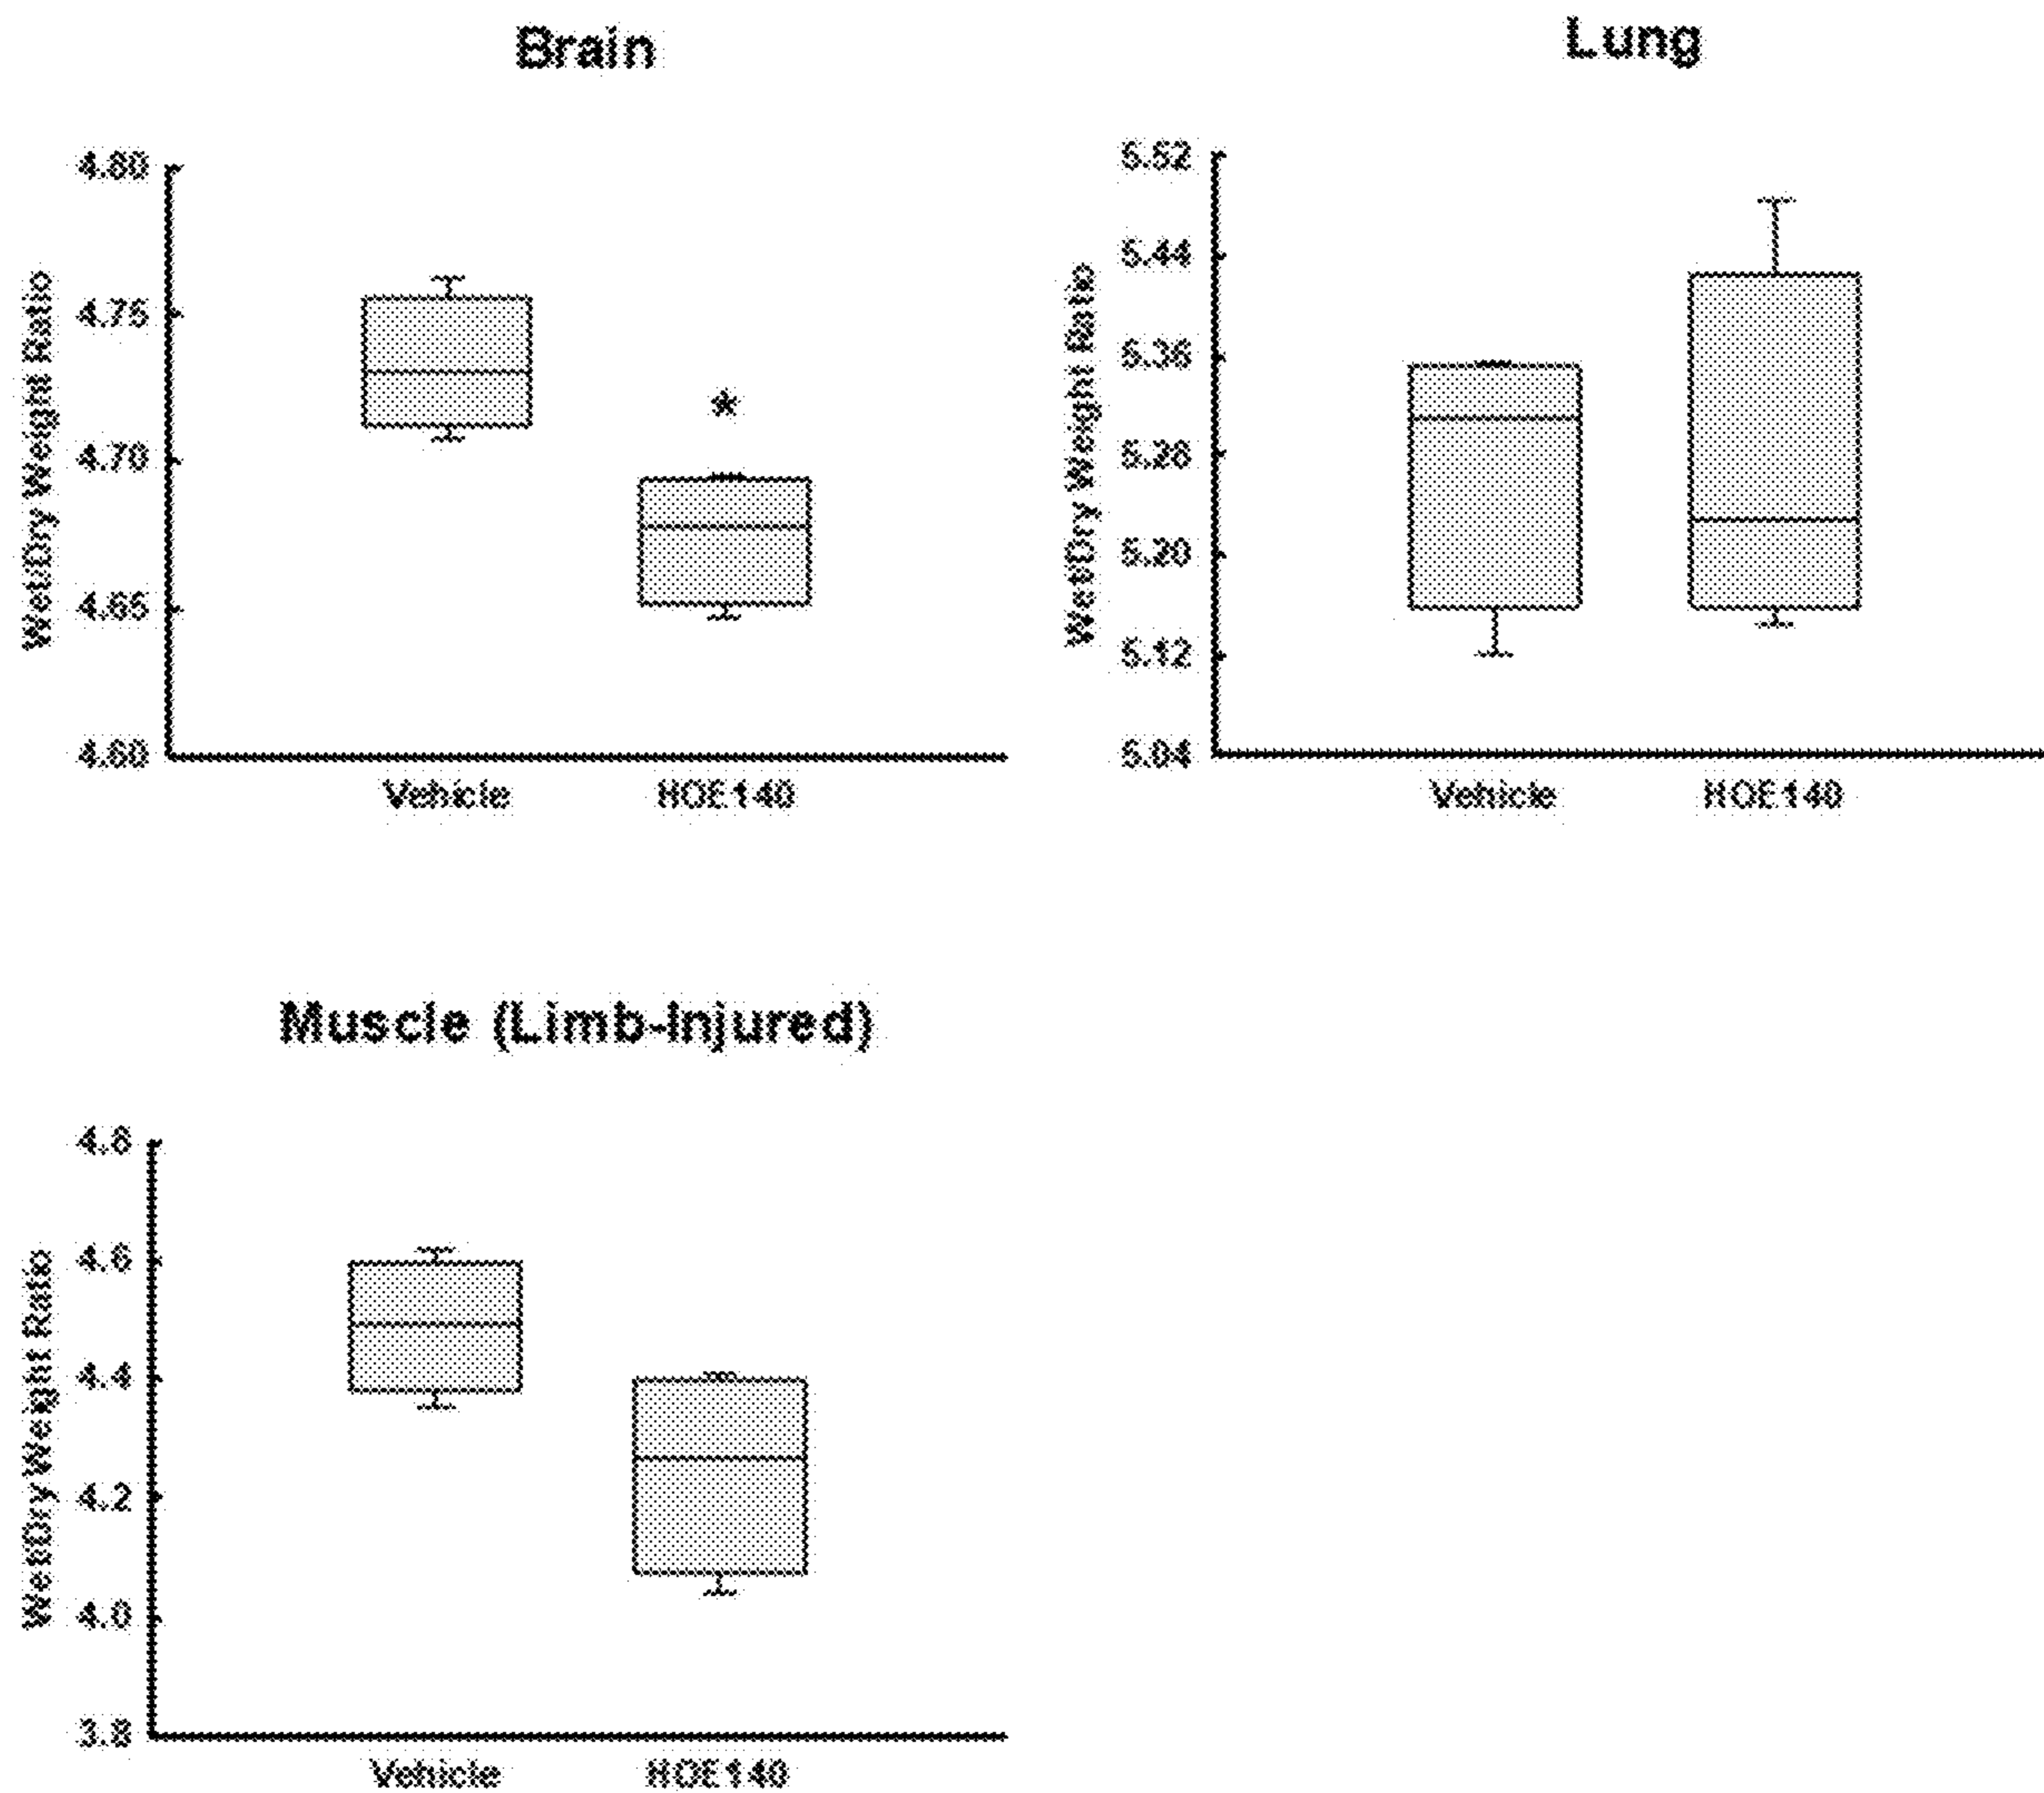 Brain
Wet/Dry Weight Ratio
4.80
4.75
4.70
4.65
4.60
*
Vehicle
HOE140
Lung
Wet/Dry Weight Rate
5.52
5.44
5.36
5.28
5.20
5.12
5.04
Vehicle
HOE140
Muscle (Limb-Injured)
Wet/Dry Weight Ratio
4.8
4.6
4.4
4.2
4.0
3.8
Vehicle
HOE140